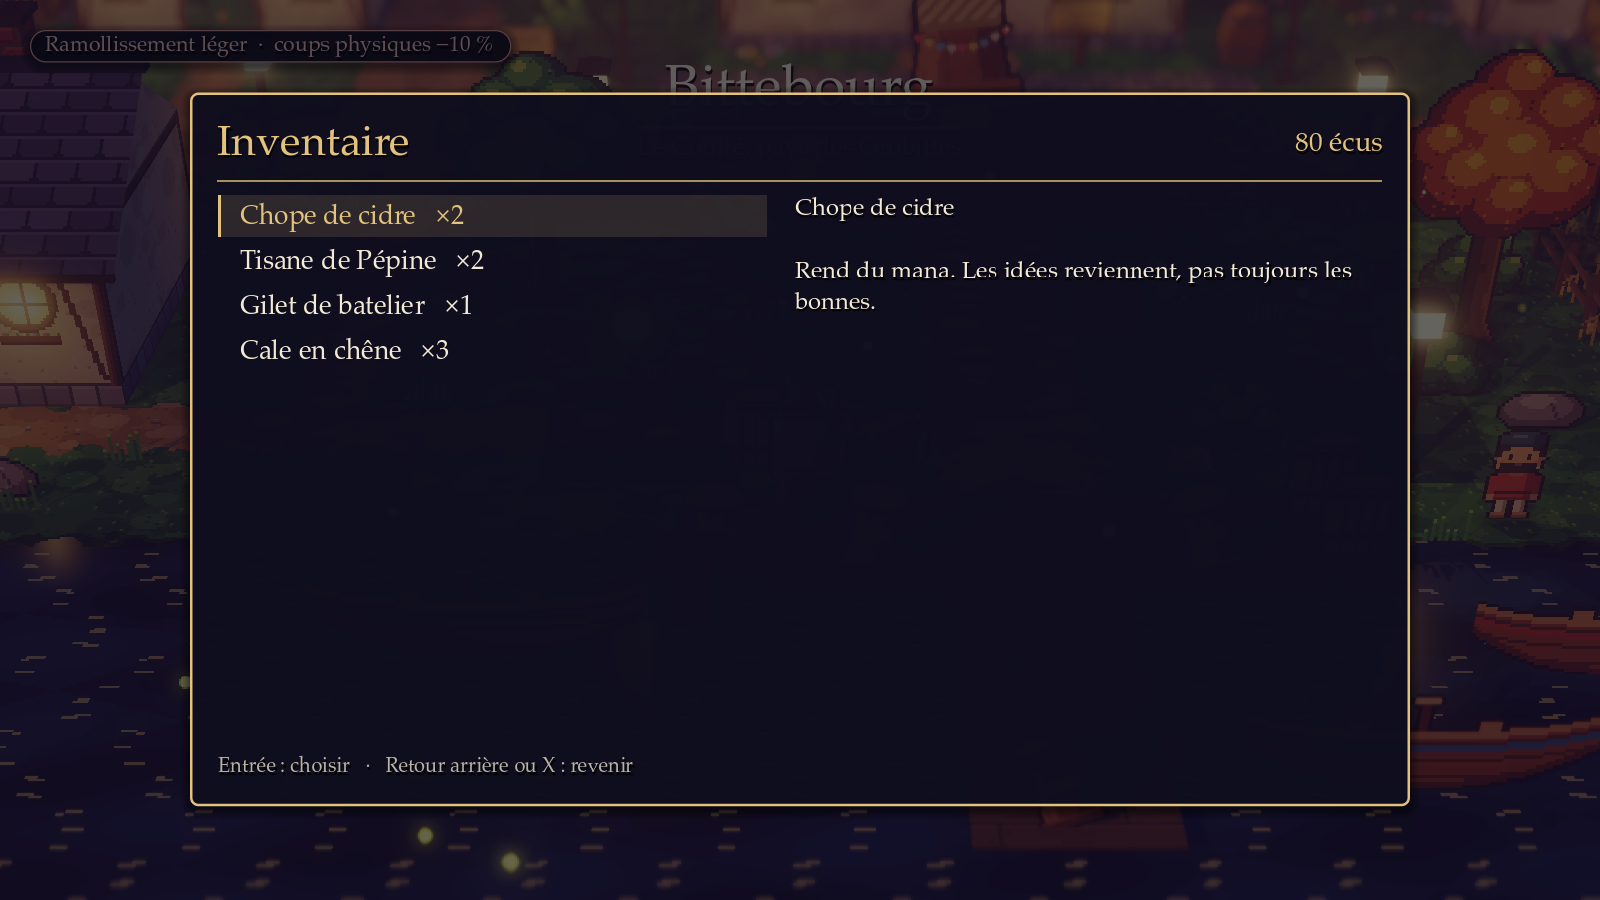 Ramollissement léger · coups physiques −10 %
Bittebourg
Inventaire
80 écus
Chope de cidre ×2
Tisane de Pépine ×2
Gilet de batelier ×1
Cale en chêne ×3
Chope de cidre
Rend du mana. Les idées reviennent, pas toujours les
bonnes.
Entrée : choisir · Retour arrière ou X : revenir